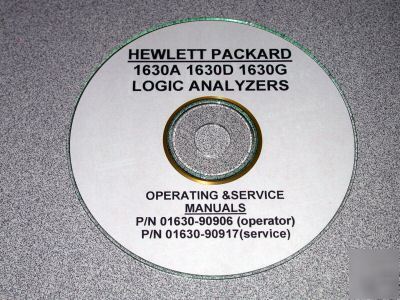 HEWLETT PACKARD
1630A 1630D 1630G
LOGIC ANALYZERS
OPERATING &SERVICE
MANUALS
P/N 01630-90906 (operator)
P/N 01630-90917(service)